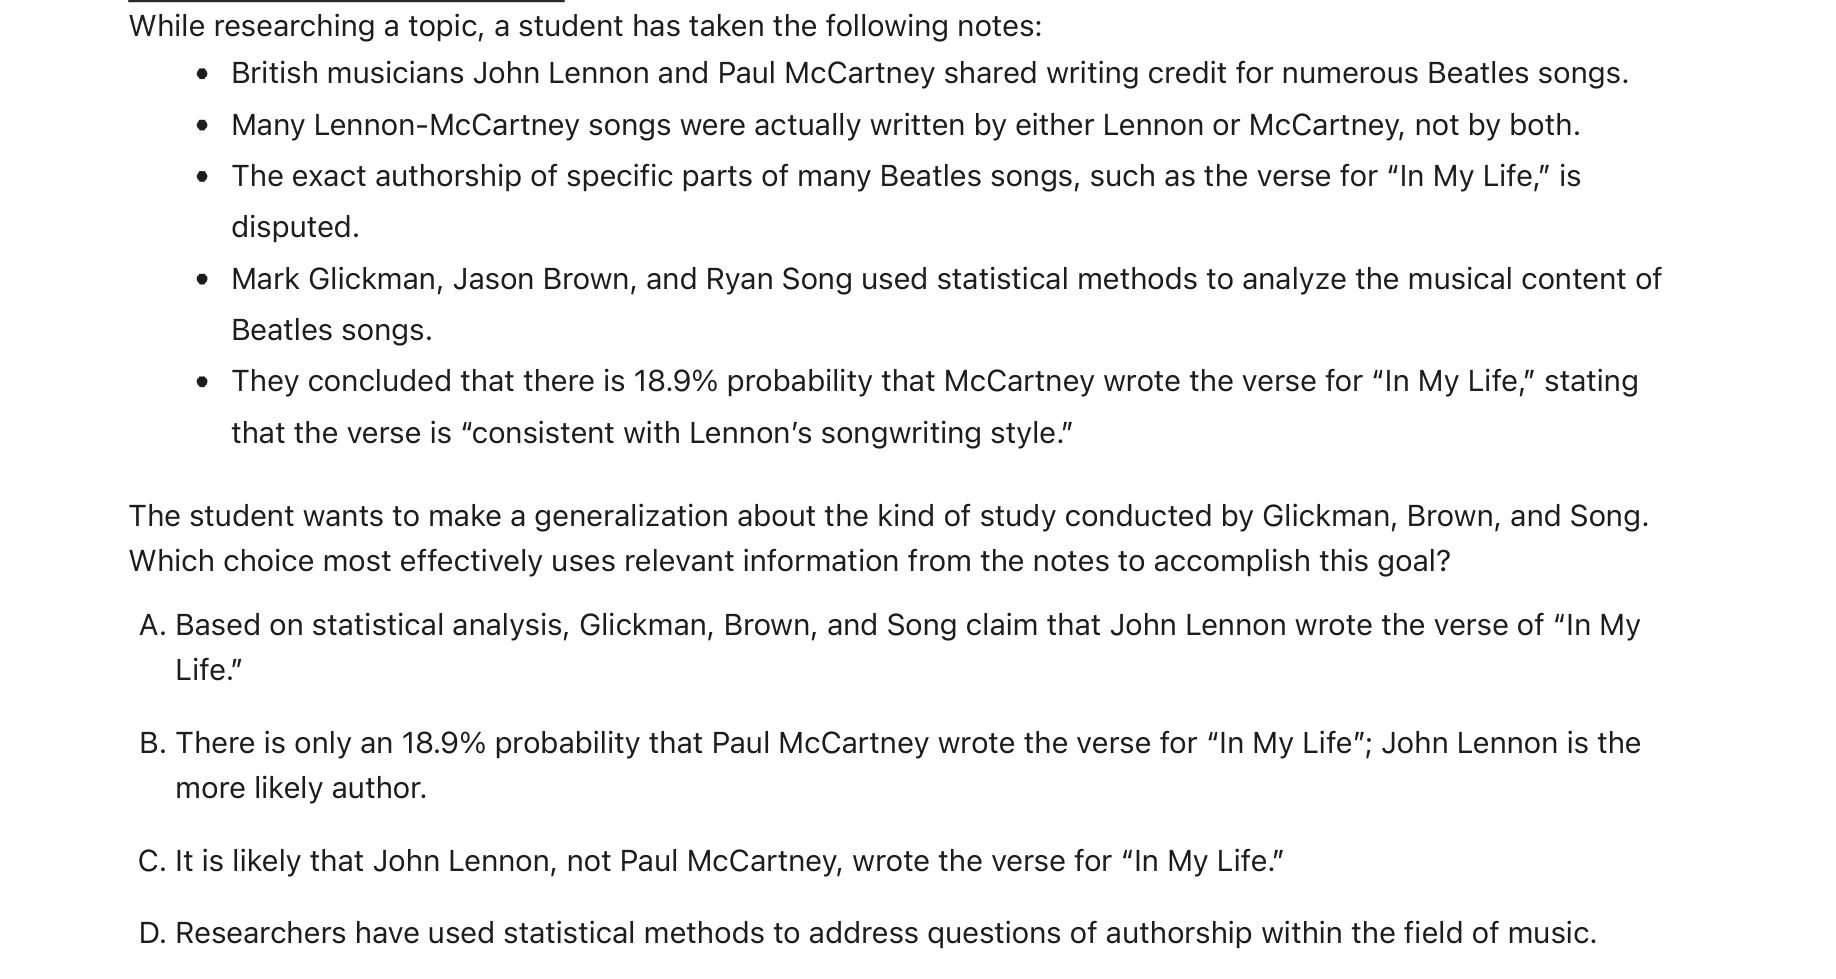 While researching a topic, a student has taken the following notes:
• British musicians John Lennon and Paul McCartney shared writing credit for numerous Beatles songs.
• Many Lennon-McCartney songs were actually written by either Lennon or McCartney, not by both.
• The exact authorship of specific parts of many Beatles songs, such as the verse for “In My Life,” is
disputed.
• Mark Glickman, Jason Brown, and Ryan Song used statistical methods to analyze the musical content of
Beatles songs.
• They concluded that there is 18.9% probability that McCartney wrote the verse for “In My Life,” stating
that the verse is “consistent with Lennon’s songwriting style.”
The student wants to make a generalization about the kind of study conducted by Glickman, Brown, and Song.
Which choice most effectively uses relevant information from the notes to accomplish this goal?
A. Based on statistical analysis, Glickman, Brown, and Song claim that John Lennon wrote the verse of “In My
Life.”
B. There is only an 18.9% probability that Paul McCartney wrote the verse for “In My Life”; John Lennon is the
more likely author.
C. It is likely that John Lennon, not Paul McCartney, wrote the verse for “In My Life.”
D. Researchers have used statistical methods to address questions of authorship within the field of music.